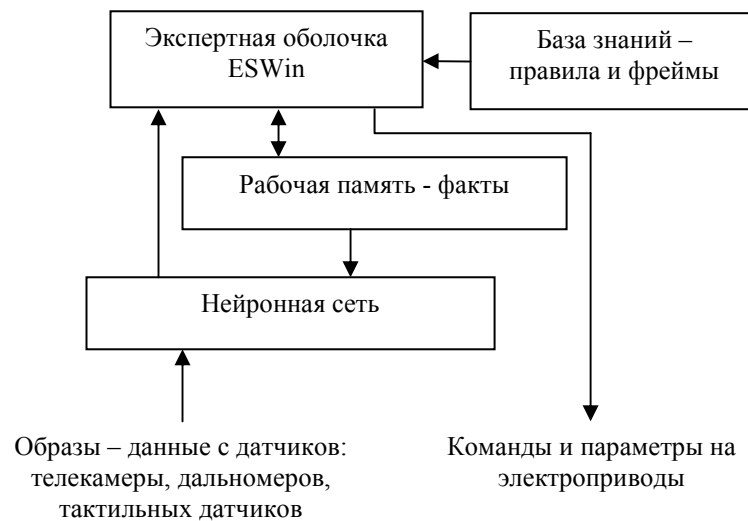 Экспертная оболочка
ESWin
База знаний –
правила и фреймы
Рабочая память - факты
Нейронная сеть
Образы – данные с датчиков:
телекамеры, дальномеров,
тактильных датчиков
Команды и параметры на
электроприводы